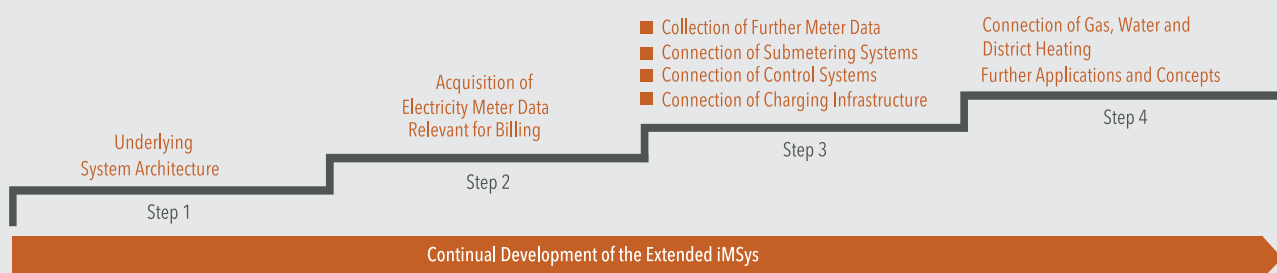 Underlying
System Architecture
Step 1
Acquisition of
Electricity Meter Data
Relevant for Billing
Step 2
Collection of Further Meter Data
Connection of Submetering Systems
Connection of Control Systems
Connection of Charging Infrastructure
Step 3
Connection of Gas, Water and
District Heating
Further Applications and Concepts
Step 4
Continual Development of the Extended iMSys